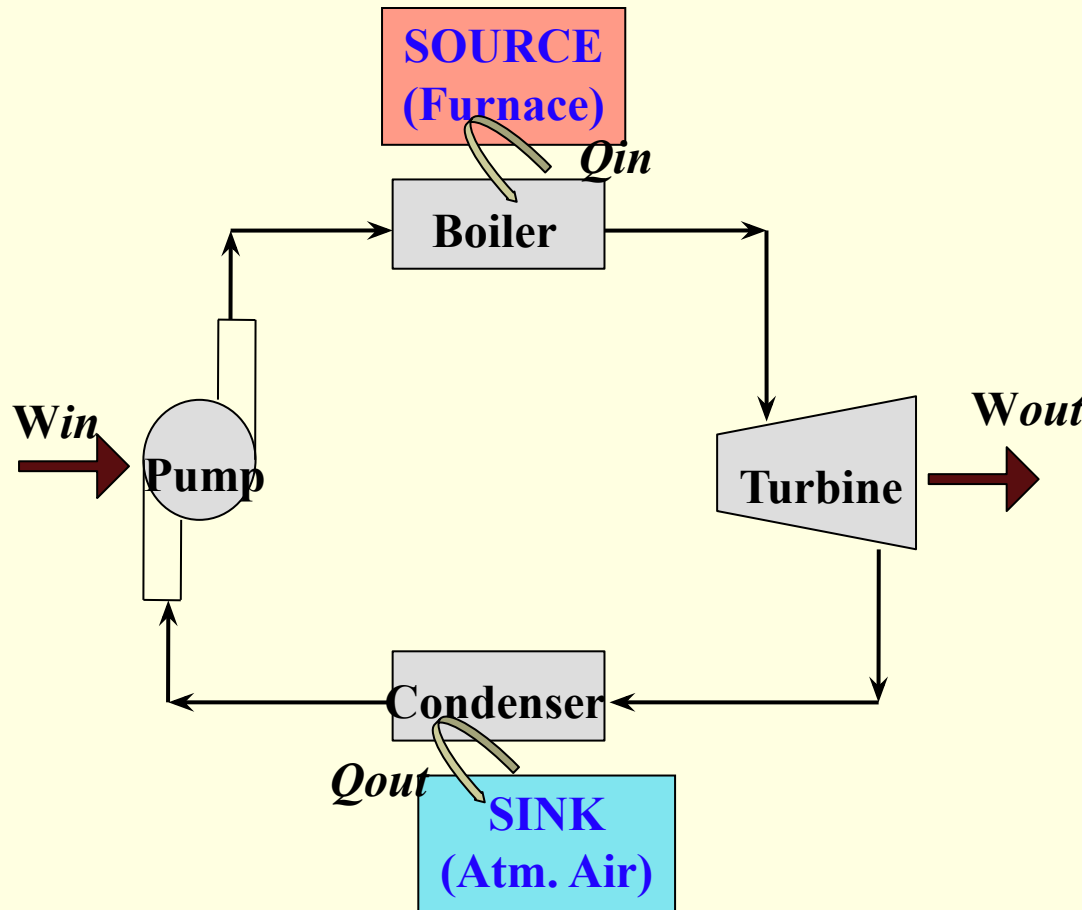 SOURCE
(Furnace)
Qin
Boiler
Win
Pump
Wout
Turbine
Condenser
Qout
SINK
(Atm. Air)